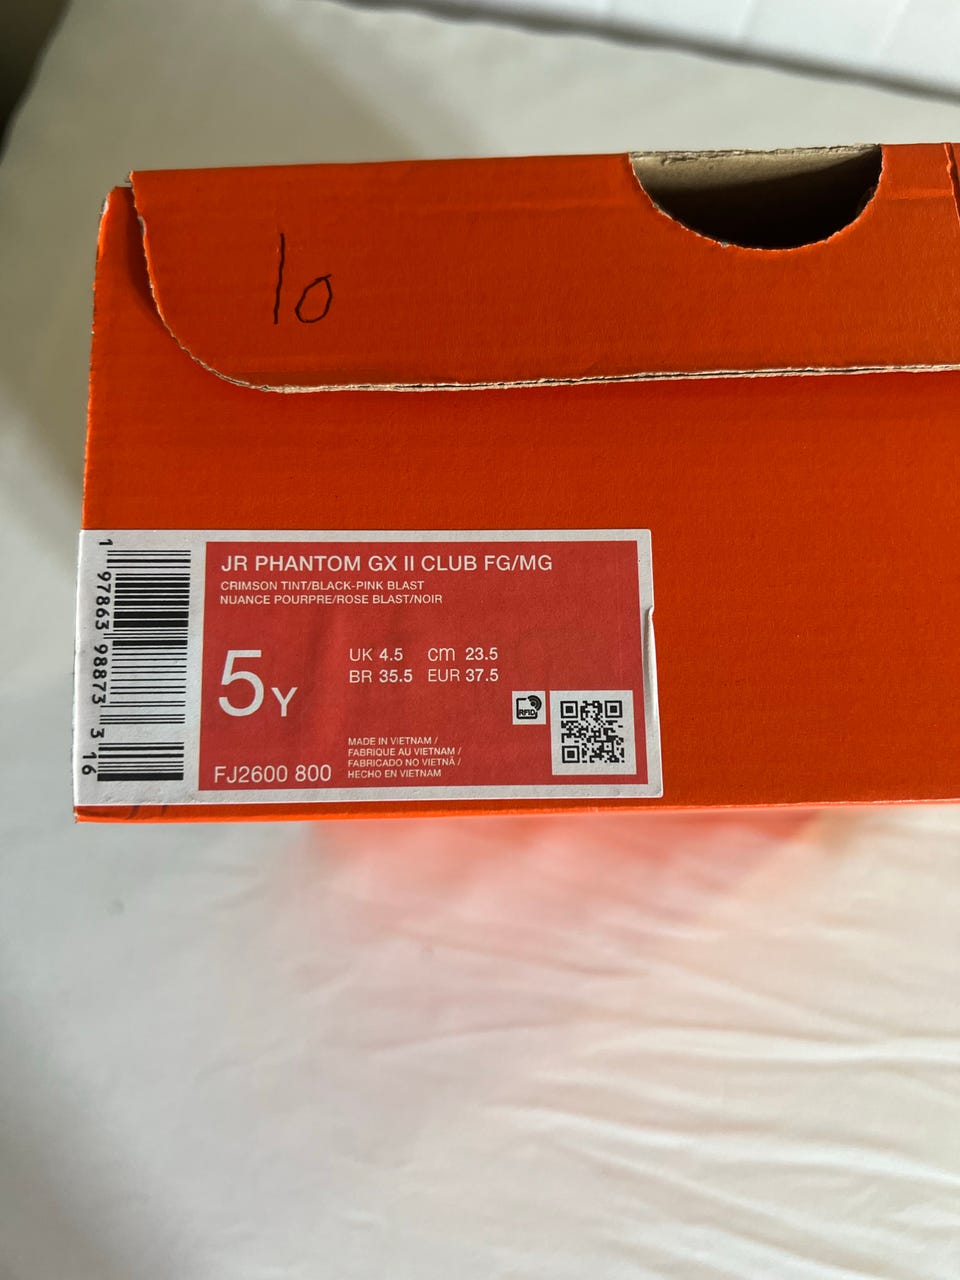 10
JR PHANTOM GX II CLUB FG/MG
CRIMSON TINT/BLACK-PINK BLAST
NUANCE POURPRE/ROSE BLAST/NOIR
5Y
UK 4.5 cm 23.5
BR 35.5 EUR 37.5
RFID
MADE IN VIETNAM /
FABRIQUE AU VIETNAM /
FABRICADO NO VIETNÃ /
HECHO EN VIETNAM
FJ2600 800
1 97863 98873 3 16